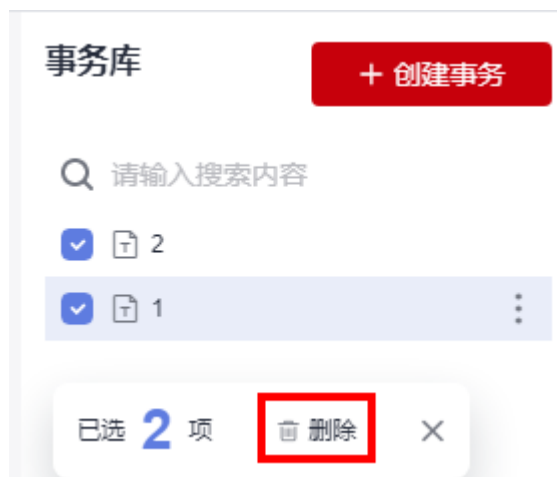 事务库
+ 创建事务
请输入搜索内容
2
1
已选 2 项 删除